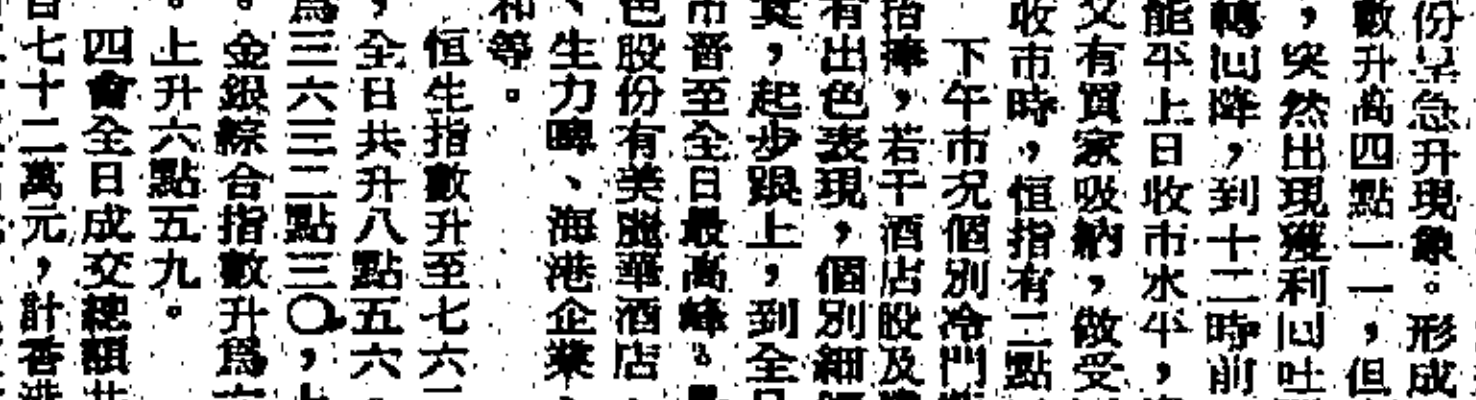 份呈急升現象。形成
數升高四點一一，但
，突然出現獲利回吐
轉回降，到十二時前
能平上日收市水平，
又有買家吸納，做受
收市時，恒指有二點
下午市況個別冷門
捧，若干酒店股及
有出色表現，個別細
，起步跟上，到全日
市晉至全日最高峰。
色股份有美麗華酒店
、生力啤、海港企業、
和等。
恒生指數升至七六
，全日共升八點五六
爲三六三二點三〇，上
。金銀綜合指數升爲
。上升六點五九。
四會全日成交總額共
百七十二萬元，計香港